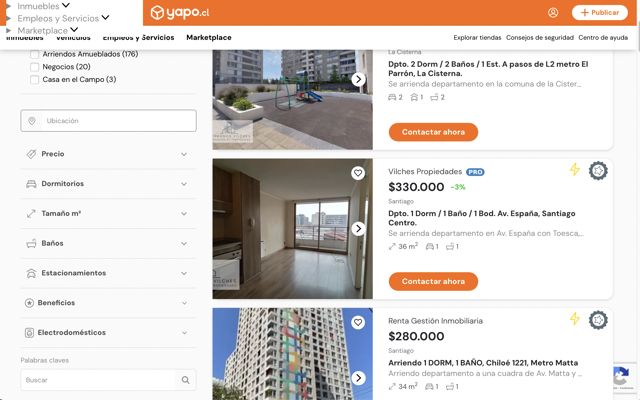 Inmuebles
Empleos y Servicios
Marketplace
yapo.cl
Publicar
Inmuebles
Vehículos
Empleos y Servicios
Marketplace
Explorar tiendas
Consejos de seguridad
Centro de ayuda
Arriendos Amueblados (176)
Negocios (20)
Casa en el Campo (3)
Ubicación
Precio
Dormitorios
Tamaño m²
Baños
Estacionamientos
Beneficios
Electrodomésticos
Palabras claves
Buscar
La Cisterna
Dpto. 2 Dorm / 2 Baños / 1 Est. A pasos de L2 metro El
Parrón, La Cisterna.
Se arrienda departamento en la comuna de la Cister...
2 1 2
Contactar ahora
Vilches Propiedades PRO
$330.000 -3%
Santiago
Dpto. 1 Dorm / 1 Baño / 1 Bod. Av. España, Santiago
Centro.
Se arrienda departamento en Av. España con Toesca,...
36 m² 1 1
Contactar ahora
Renta Gestión Inmobiliaria
$280.000
Santiago
Arriendo 1 DORM, 1 BAÑO, Chiloé 1221, Metro Matta
Arriendo departamento a una cuadra de Av. Matta y ...
34 m² 1 1